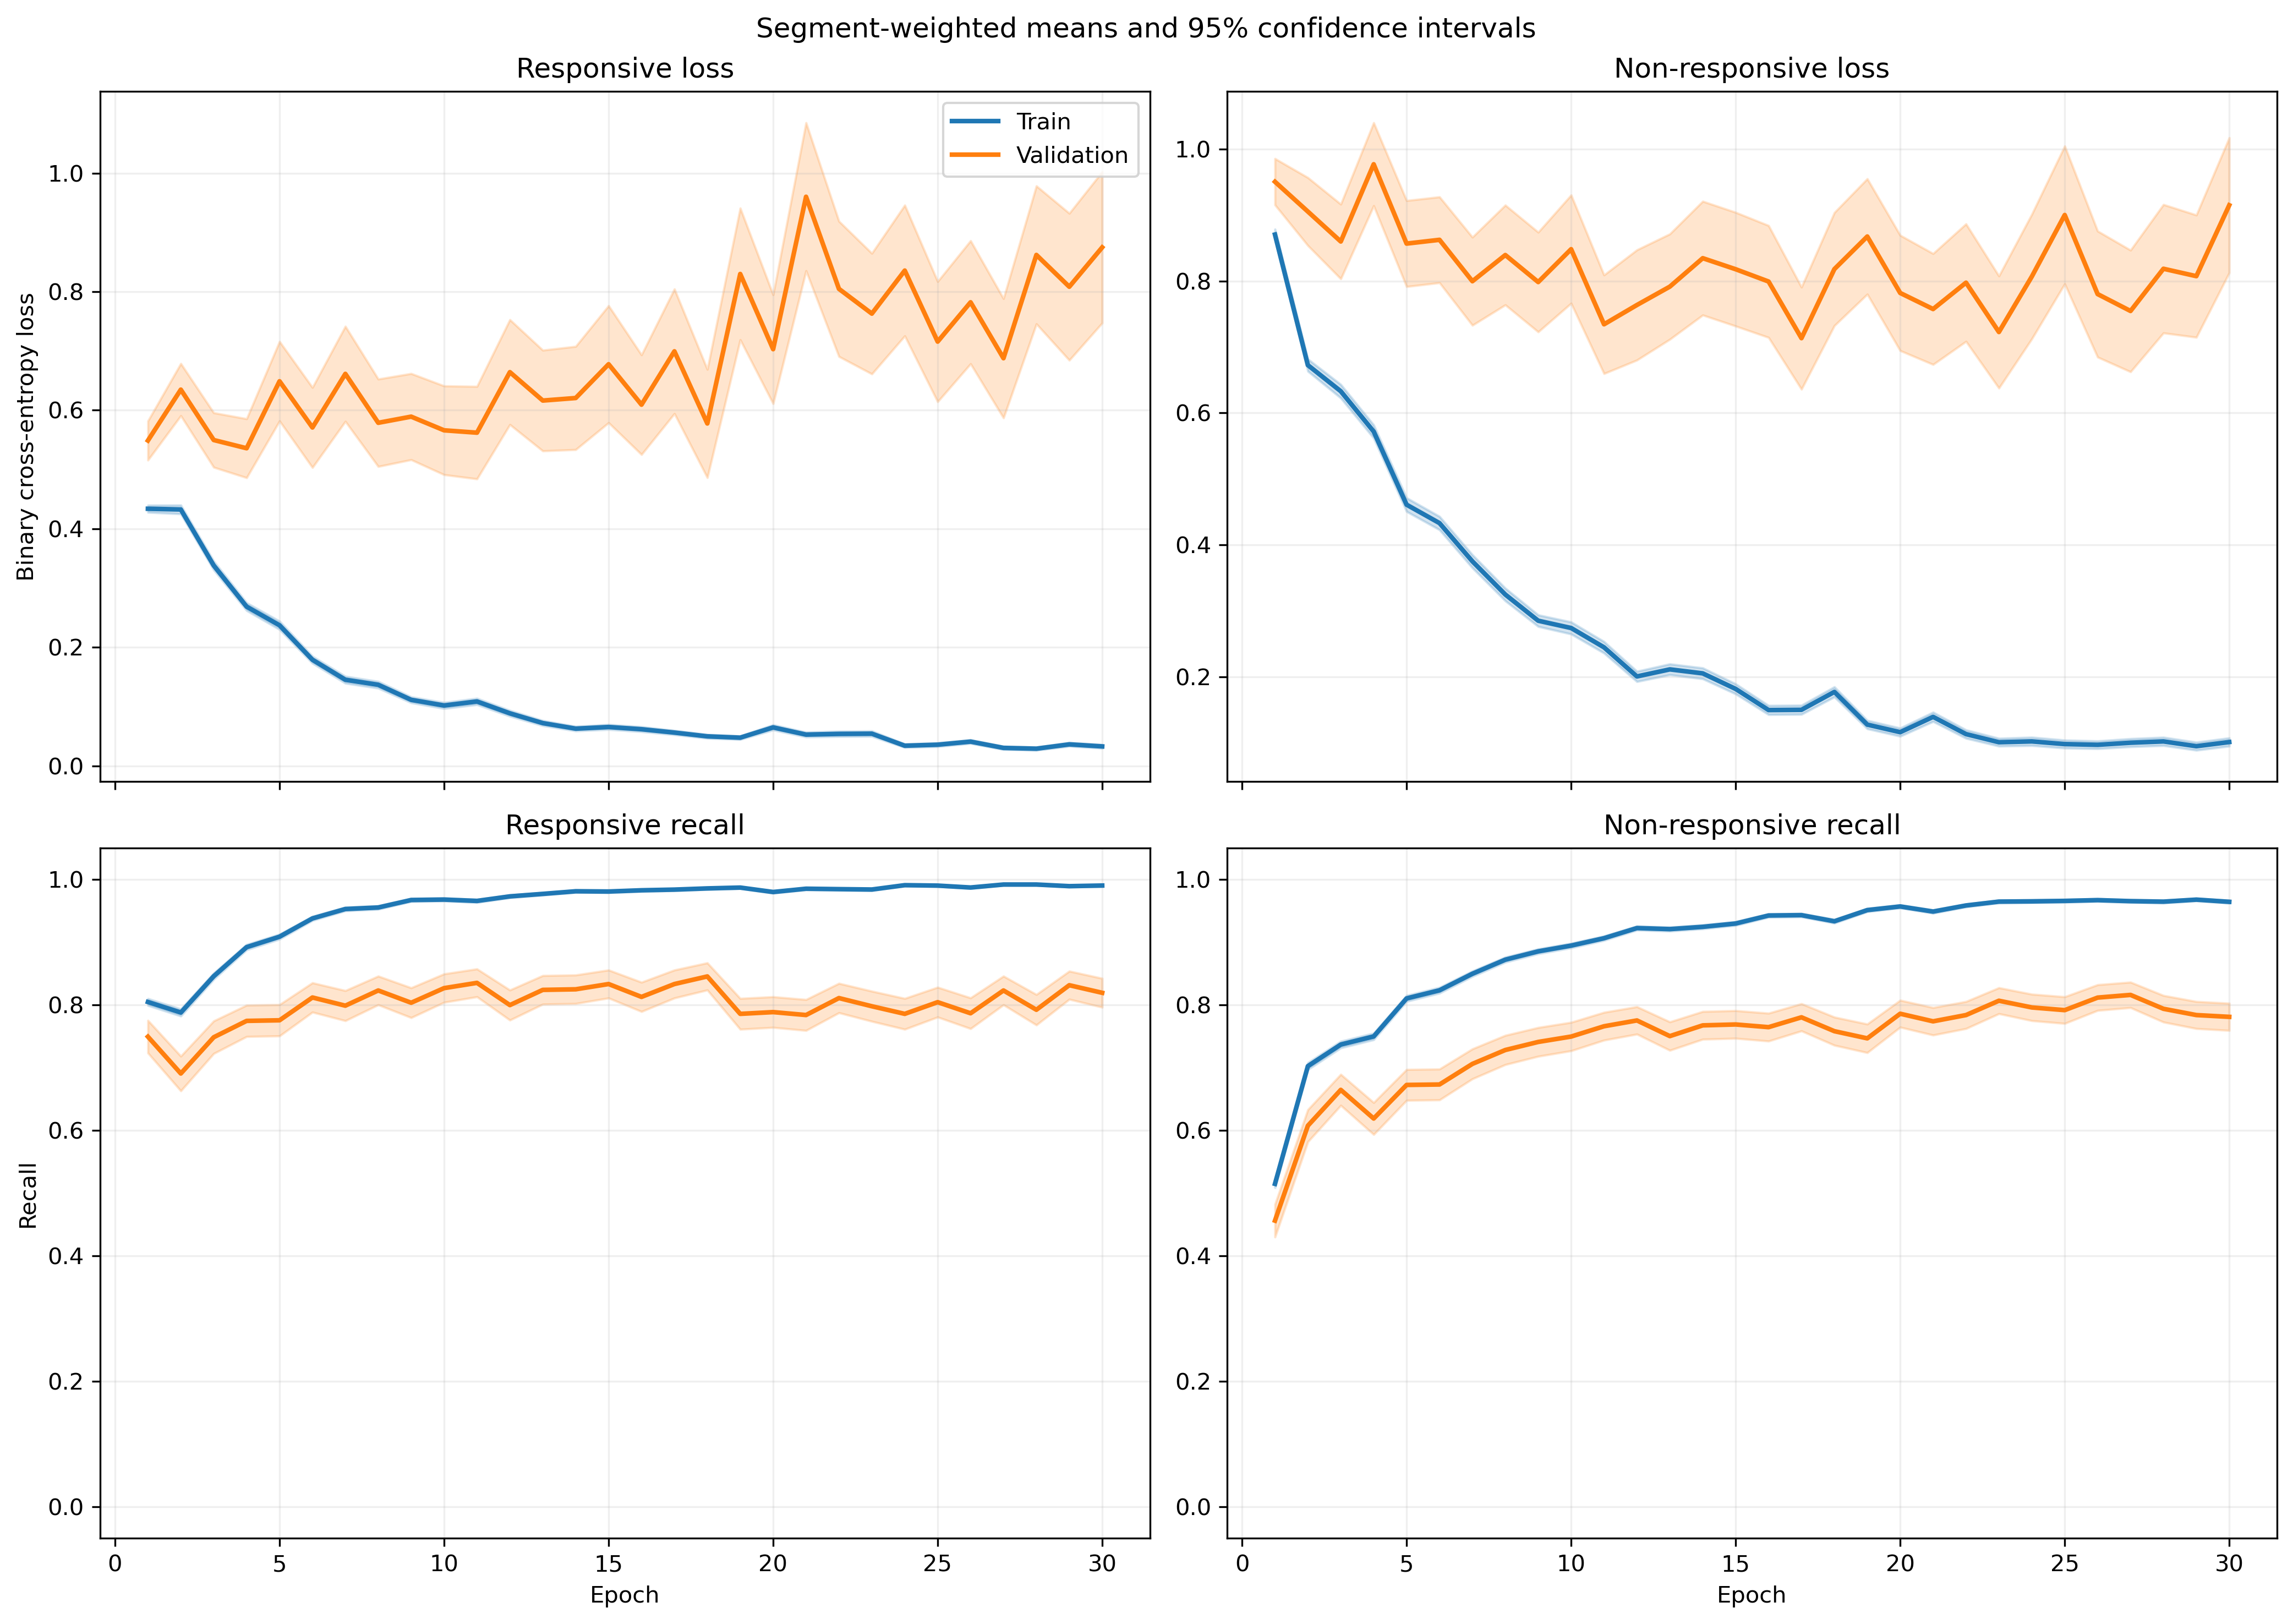 Segment-weighted means and 95% confidence intervals
Responsive loss
Non-responsive loss
Train
Validation
Binary cross-entropy loss
1.0
0.8
0.6
0.4
0.2
0.0
1.0
0.8
0.6
0.4
0.2
Responsive recall
Non-responsive recall
Recall
1.0
0.8
0.6
0.4
0.2
0.0
0 5 10 15 20 25 30
Epoch
1.0
0.8
0.6
0.4
0.2
0.0
0 5 10 15 20 25 30
Epoch